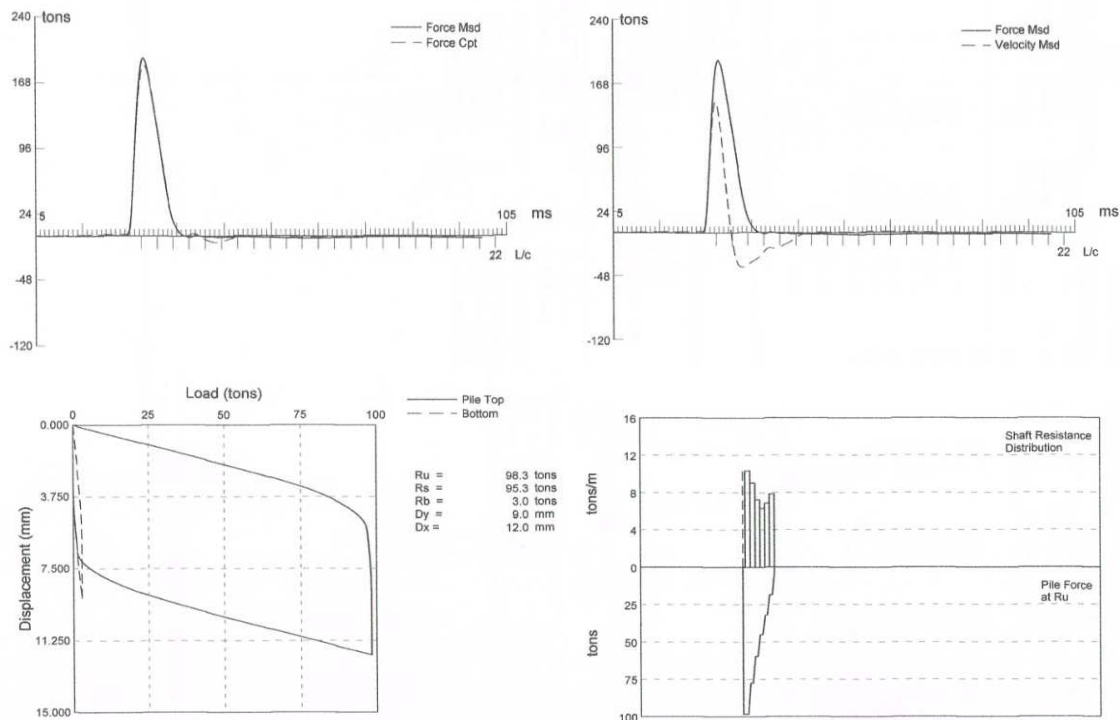 240 tons
Force Msd
Force Cpt
168
96
24
5
105 ms
22 L/c
-48
-120
240 tons
Force Msd
Velocity Msd
168
96
24
5
105 ms
22 L/c
-48
-120
Load (tons)
0 25 50 75 100
Pile Top
Bottom
0.000
3.750
7.500
11.250
15.000
Displacement (mm)
Ru = 98.3 tons
Rs = 95.3 tons
Rb = 3.0 tons
Dy = 9.0 mm
Dx = 12.0 mm
16
12
8
4
0
tons/m
Shaft Resistance
Distribution
Pile Force
at Ru
25
50
75
100
tons